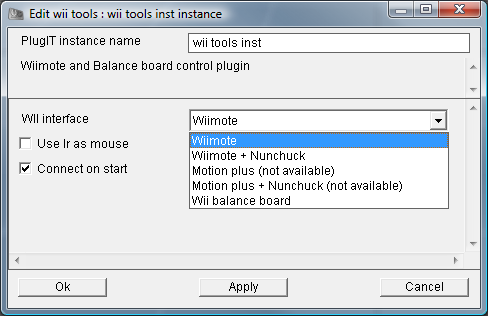 Edit wii tools : wii tools inst instance
PlugIT instance name
wii tools inst
Wiimote and Balance board control plugin
WII interface
Wiimote
Use Ir as mouse
Connect on start
Wiimote
Wiimote + Nunchuck
Motion plus (not available)
Motion plus + Nunchuck (not available)
Wii balance board
Ok
Apply
Cancel